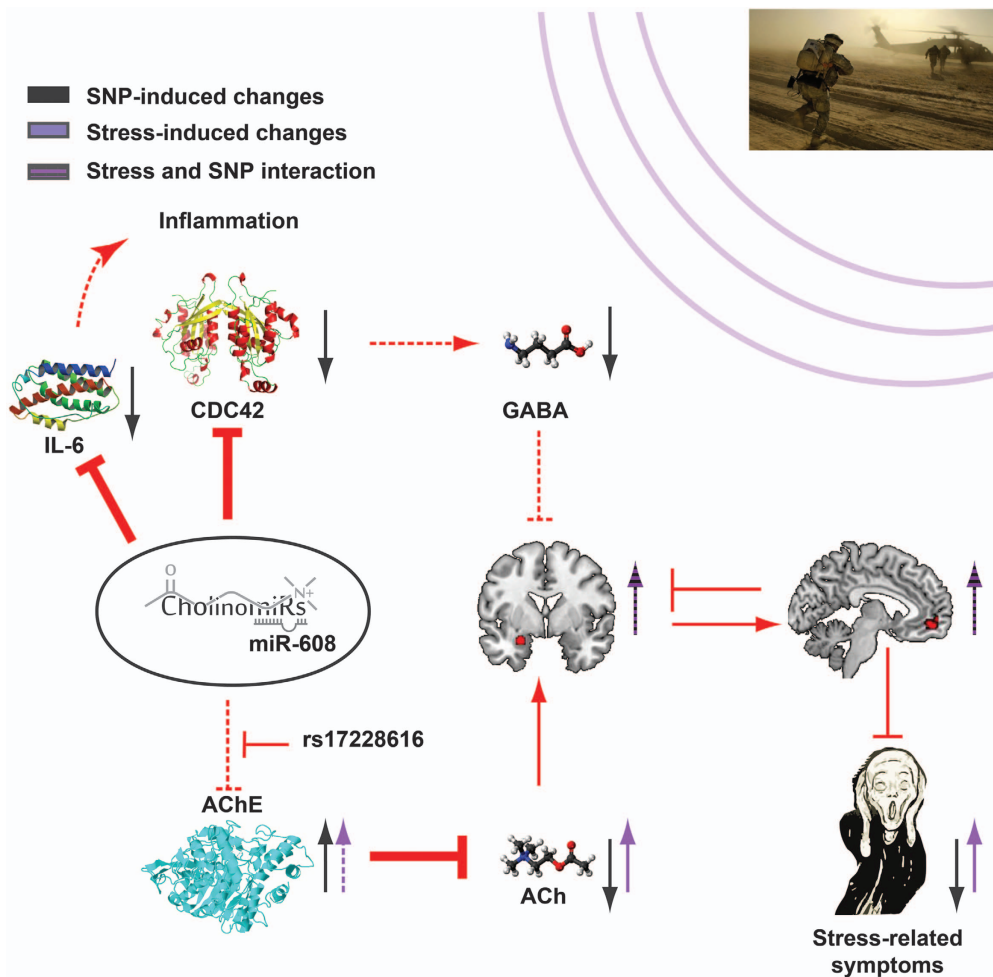 SNP-induced changes
Stress-induced changes
Stress and SNP interaction
Inflammation
IL-6
CDC42
GABA
O
CholinomiRs
N+
miR-608
rs17228616
AChE
ACh
Stress-related
symptoms